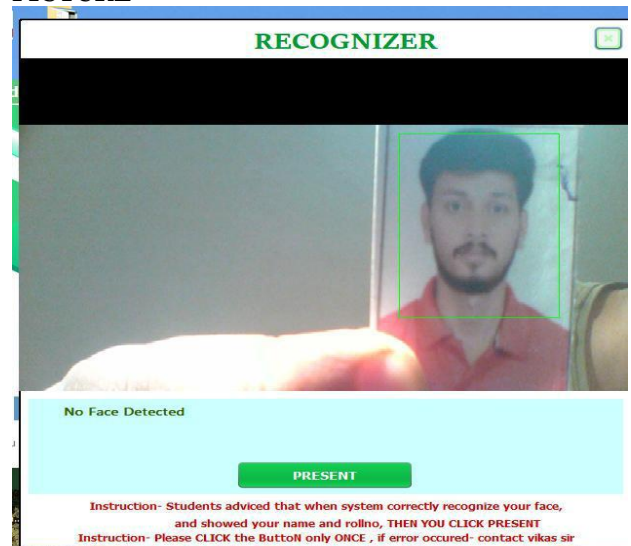 RECOGNIZER
No Face Detected
PRESENT
Instruction- Students adviced that when system correctly recognize your face,
and showed your name and rollno, THEN YOU CLICK PRESENT
Instruction- Please CLICK the ButtoN only ONCE , if error occured- contact vikas sir